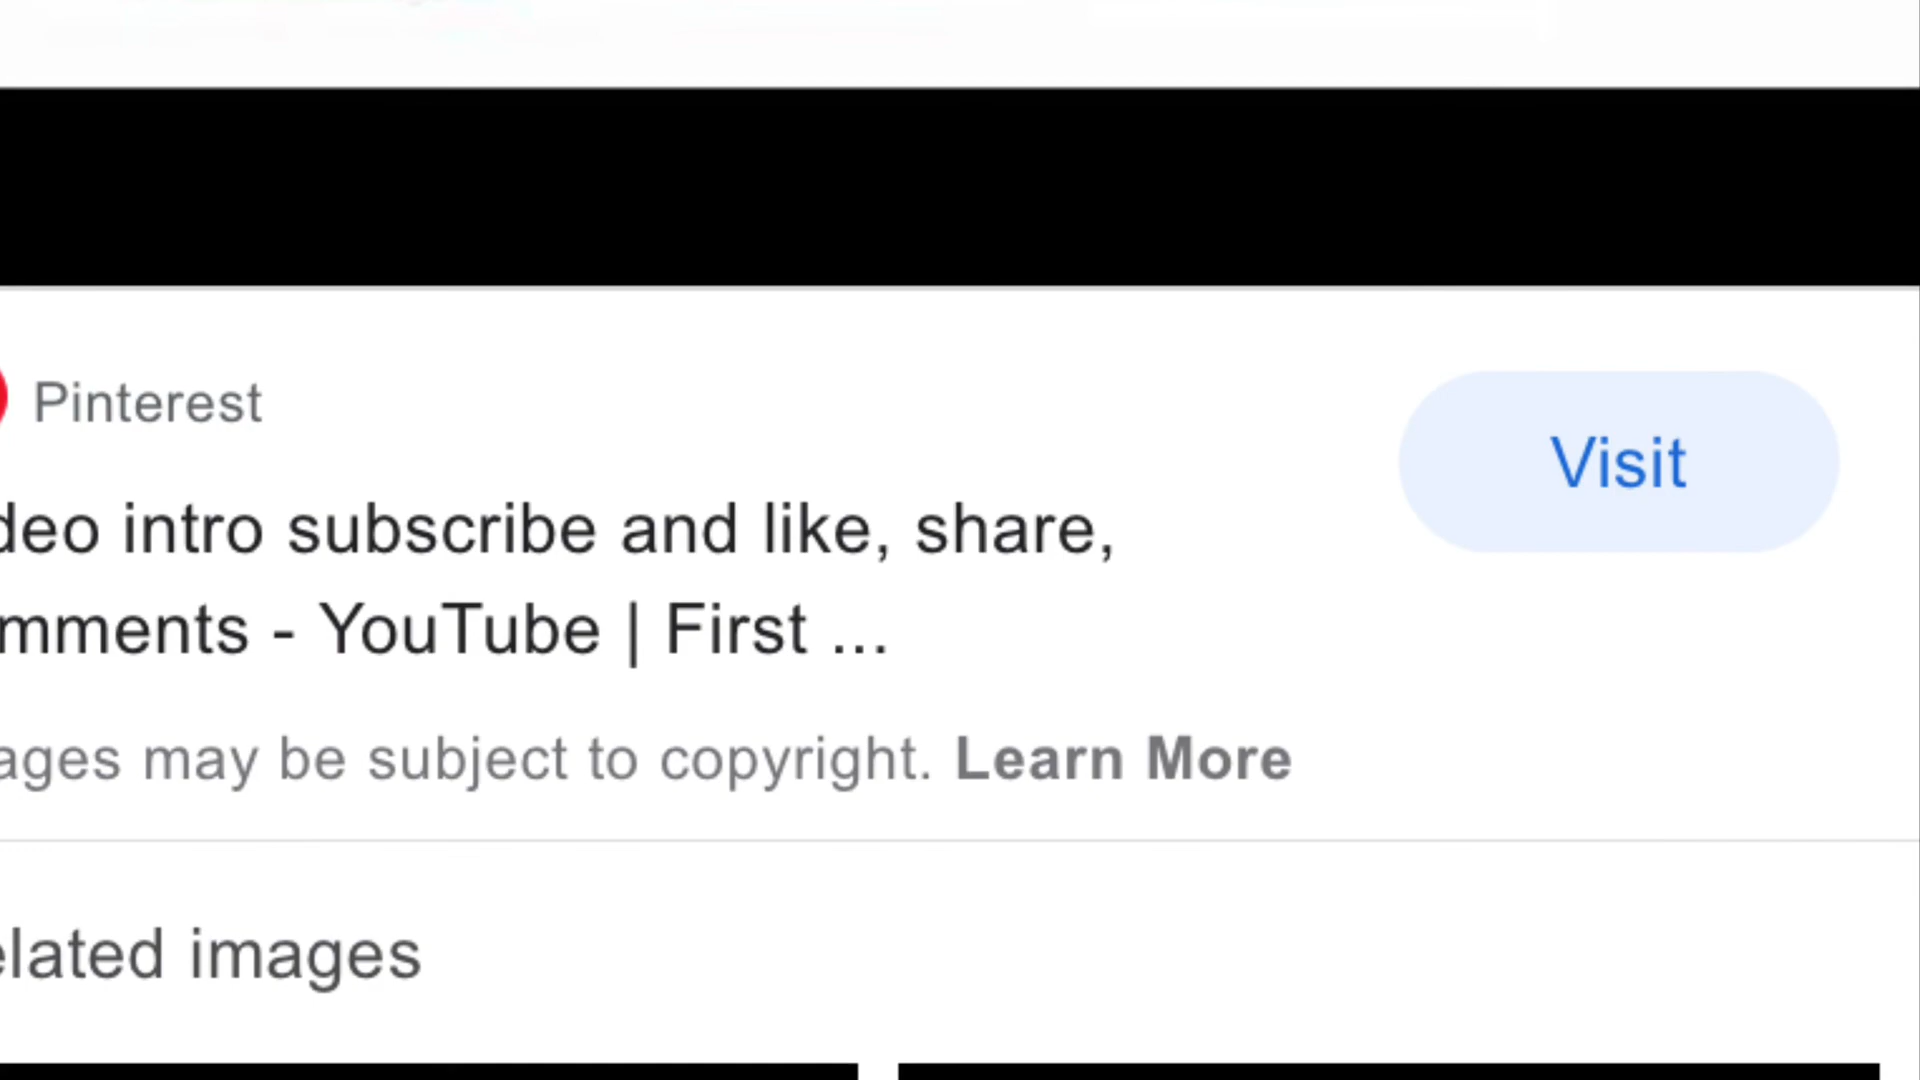 Pinterest
Visit
deo intro subscribe and like, share,
mments - YouTube | First ...
ages may be subject to copyright. Learn More
elated images